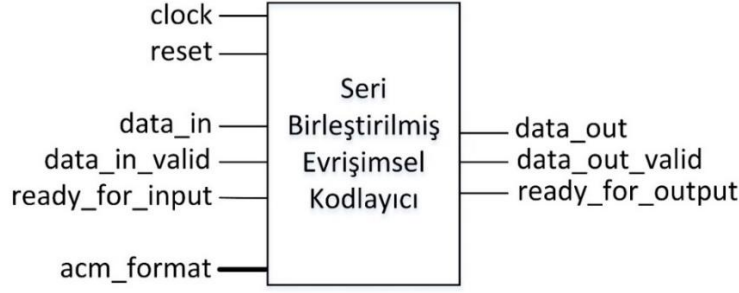 clock
reset
data_in
data_in_valid
ready_for_input
acm_format
Seri
Birleştirilmiş
Evrişimsel
Kodlayıcı
data_out
data_out_valid
ready_for_output